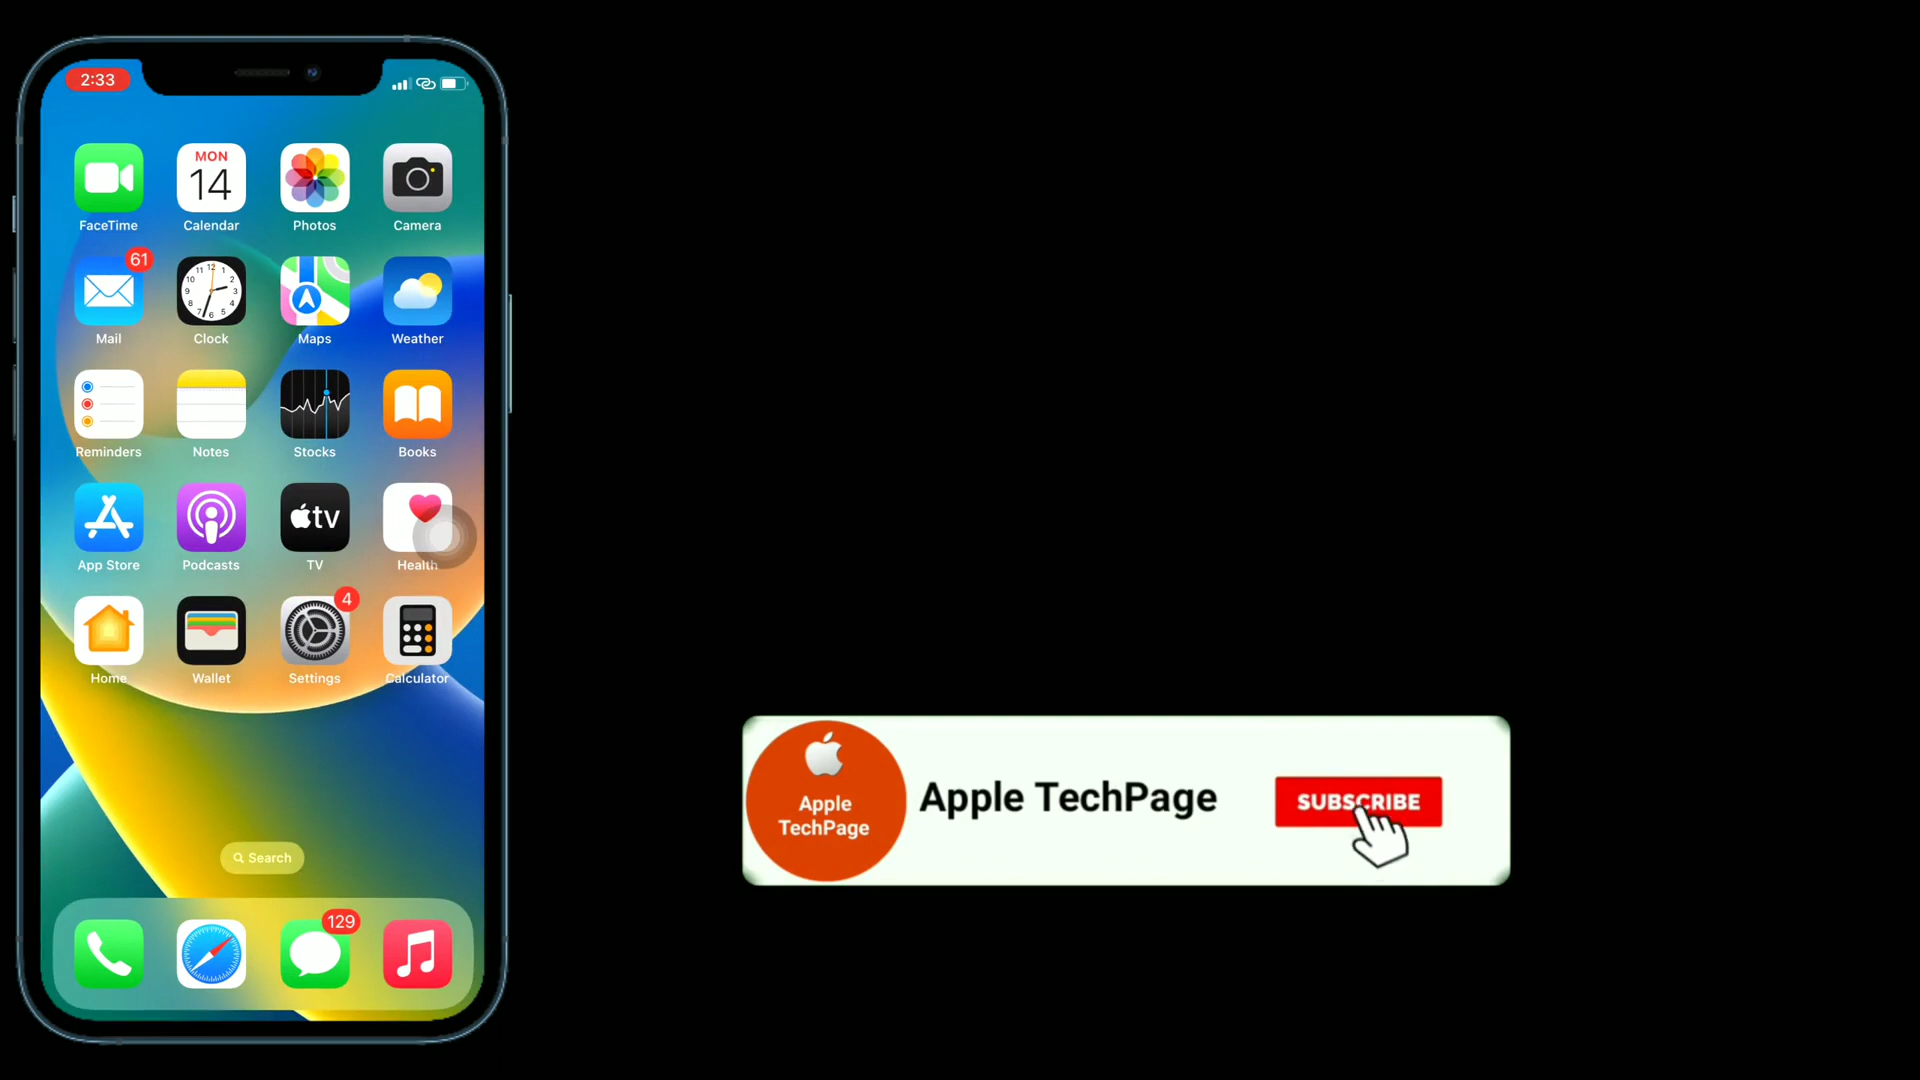 2:33
MON
14
FaceTime
Calendar
Photos
Camera
61
Mail
Clock
Maps
Weather
Reminders
Notes
Stocks
Books
App Store
Podcasts
tv
TV
Health
4
Home
Wallet
Settings
Calculator
Search
129
Apple
TechPage
Apple TechPage
SUBSCRIBE